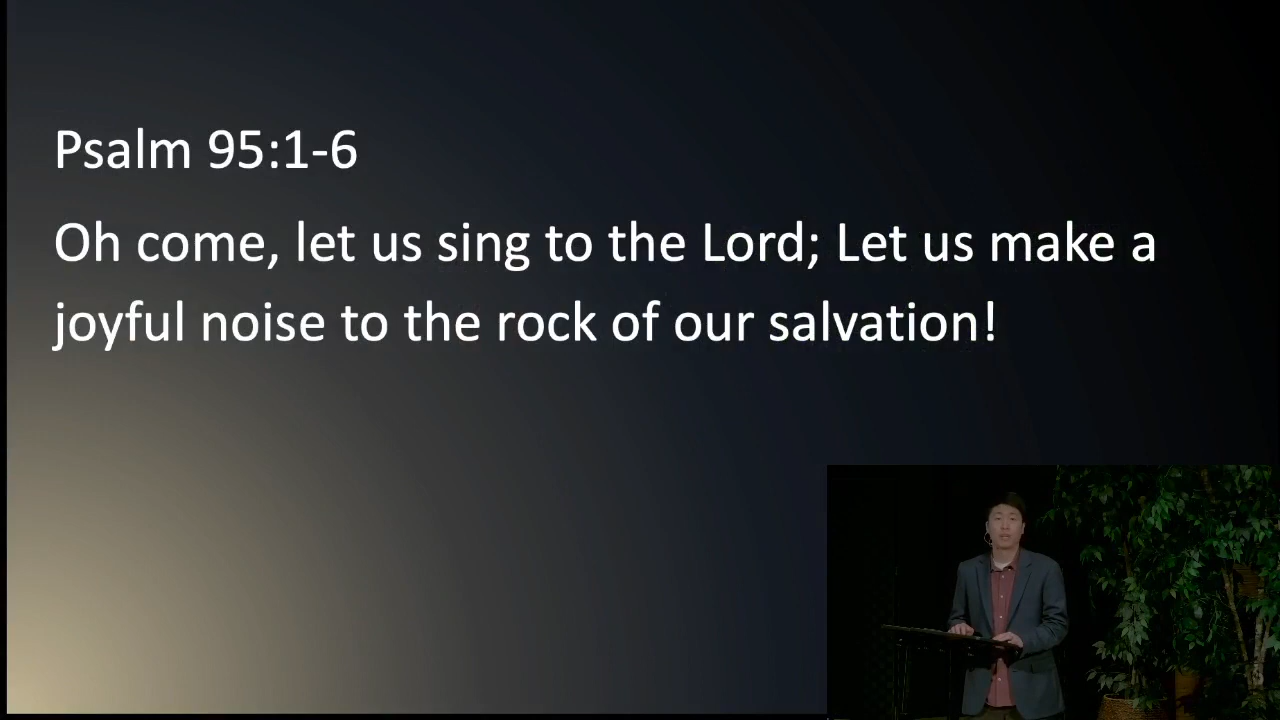 Psalm 95:1-6
Oh come, let us sing to the Lord; Let us make a
joyful noise to the rock of our salvation!